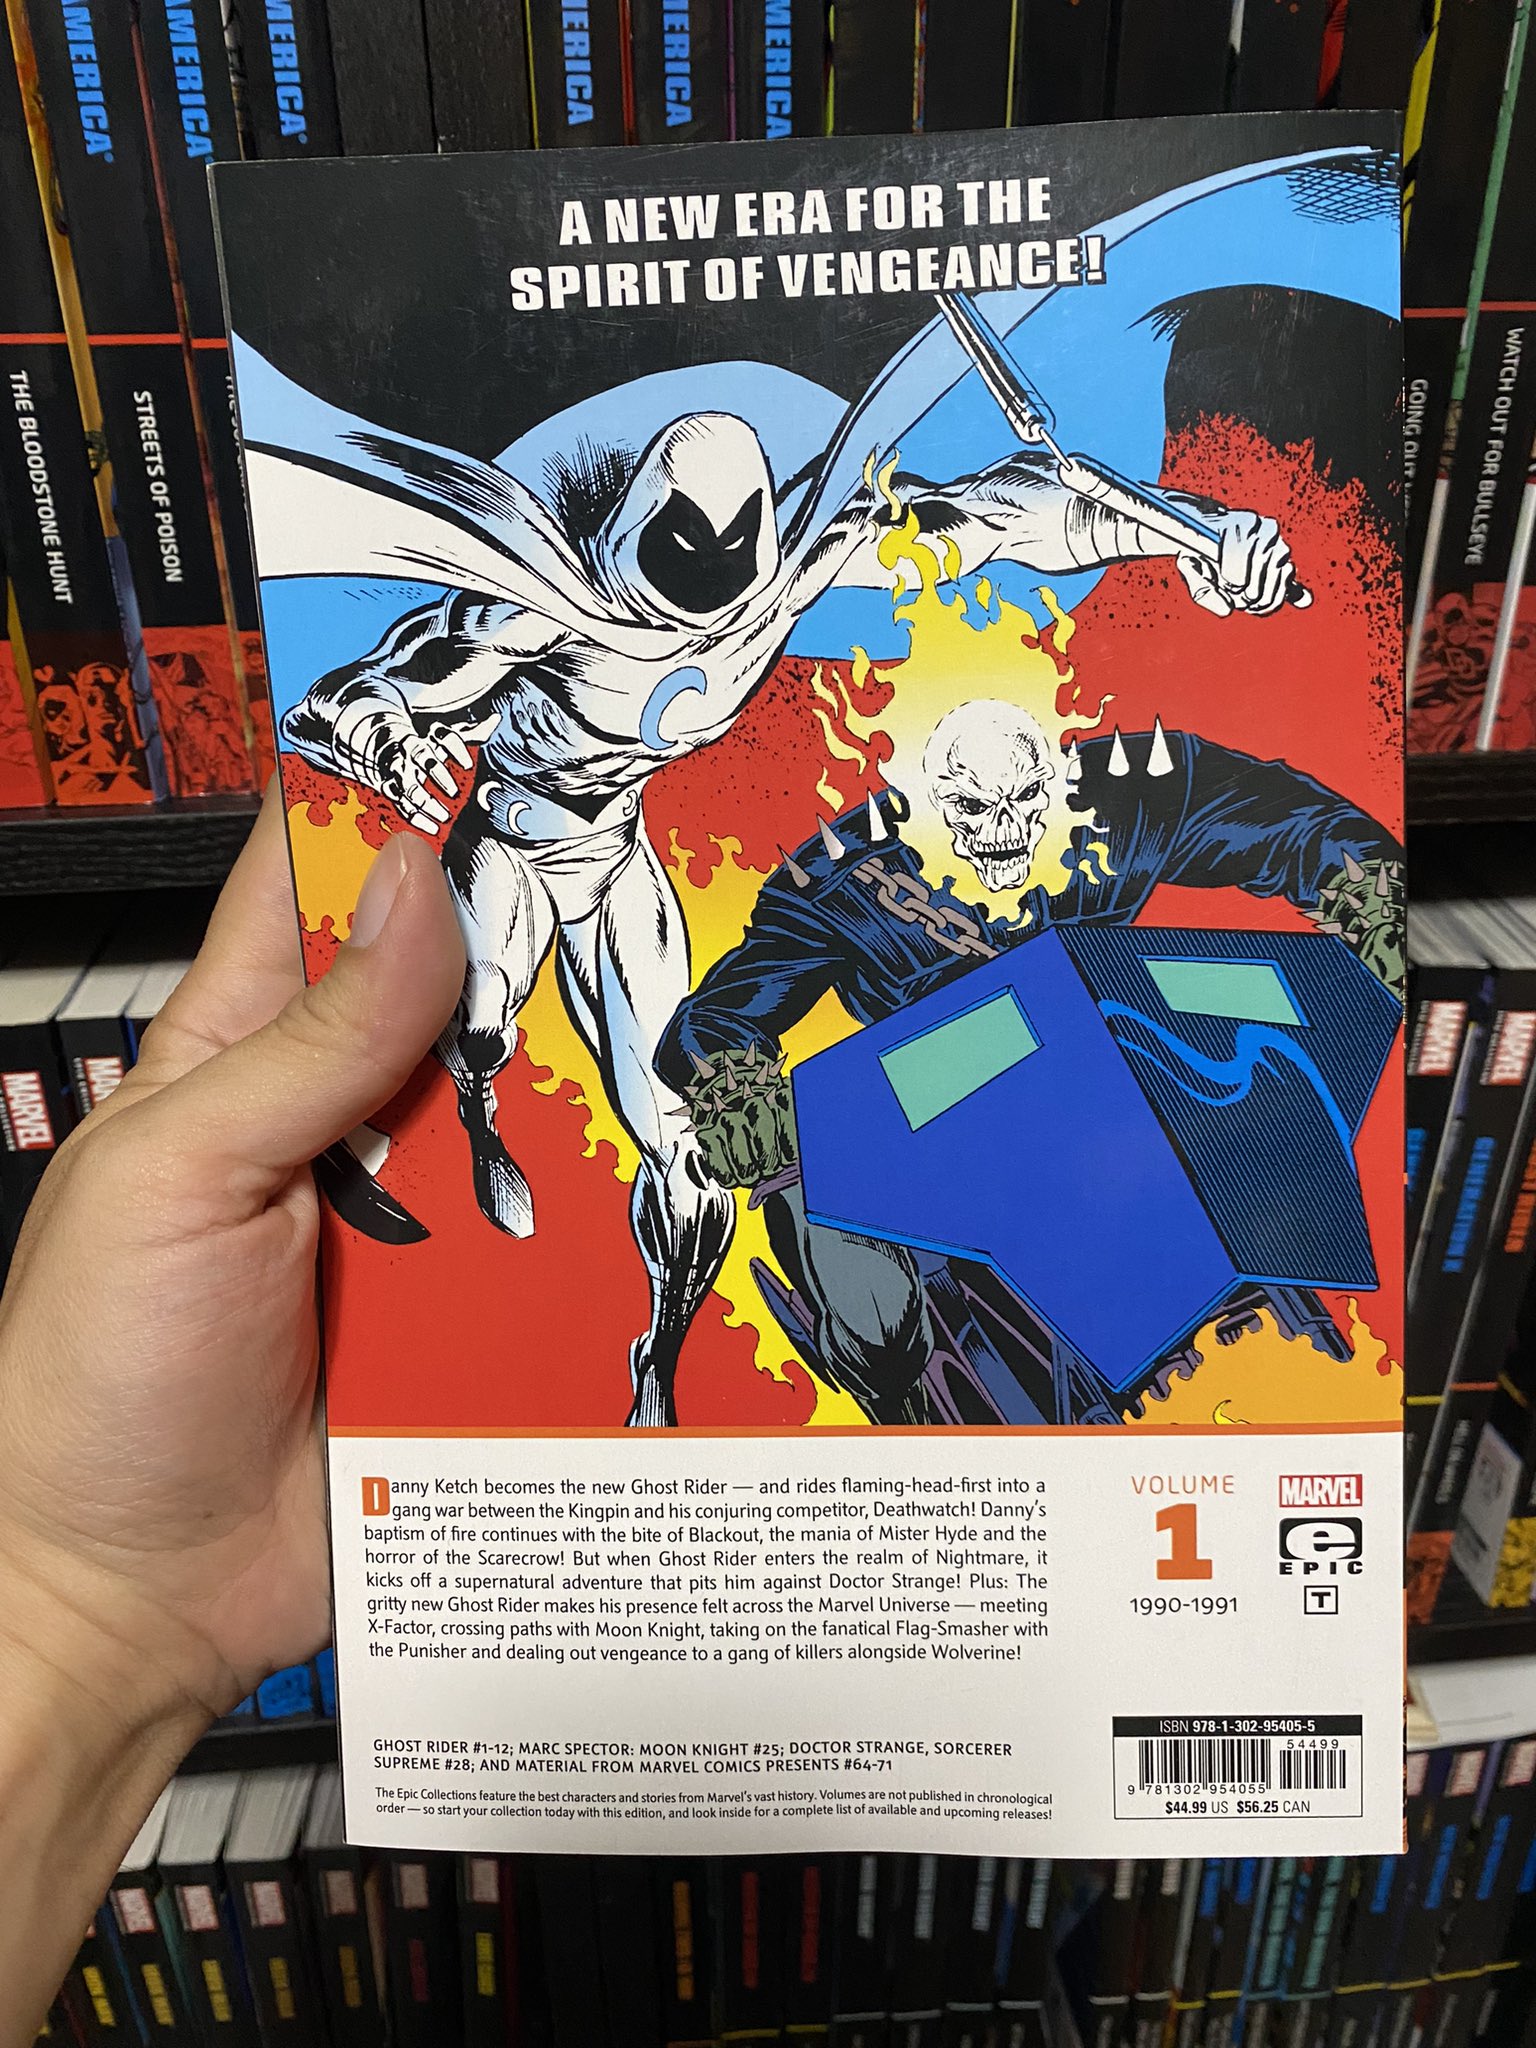 AMERICA
AMERICA
AMERICA
AMERICA
AMERICA
AMERICA
THE BLOODSTONE HUNT
STREETS OF POISON
GOING OUT
WATCH OUT FOR BULLSEYE
A NEW ERA FOR THE
SPIRIT OF VENGEANCE!
MARVEL
MARVEL
MARVEL
MARVEL
Danny Ketch becomes the new Ghost Rider — and rides flaming-head-first into a
gang war between the Kingpin and his conjuring competitor, Deathwatch! Danny's
baptism of fire continues with the bite of Blackout, the mania of Mister Hyde and the
horror of the Scarecrow! But when Ghost Rider enters the realm of Nightmare, it
kicks off a supernatural adventure that pits him against Doctor Strange! Plus: The
gritty new Ghost Rider makes his presence felt across the Marvel Universe — meeting
X-Factor, crossing paths with Moon Knight, taking on the fanatical Flag-Smasher with
the Punisher and dealing out vengeance to a gang of killers alongside Wolverine!
VOLUME
1
1990-1991
MARVEL
e
EPIC
T
GHOST RIDER #1-12; MARC SPECTOR: MOON KNIGHT #25; DOCTOR STRANGE, SORCERER
SUPREME #28; AND MATERIAL FROM MARVEL COMICS PRESENTS #64-71
The Epic Collections feature the best characters and stories from Marvel's vast history. Volumes are not published in chronological
order — so start your collection today with this edition, and look inside for a complete list of available and upcoming releases!
ISBN 978-1-302-95405-5
54499
9 781302 954055
$44.99 US $56.25 CAN